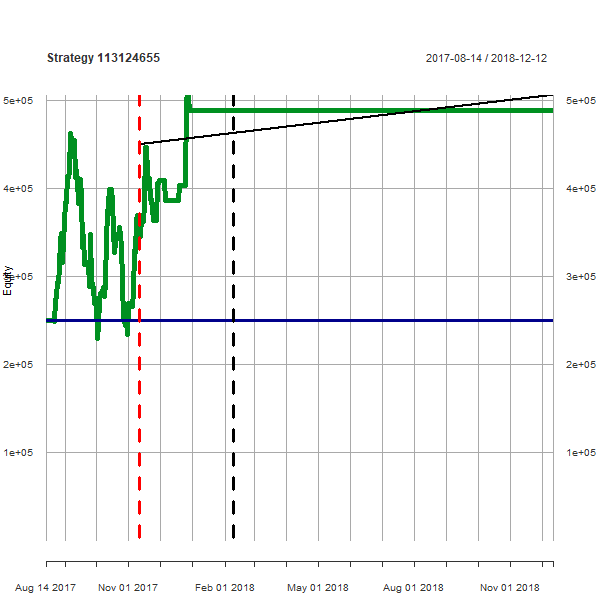 Strategy 113124655
2017-08-14 / 2018-12-12
5e+05
5e+05
4e+05
4e+05
Equity
3e+05
3e+05
2e+05
2e+05
1e+05
1e+05
Aug 14 2017
Nov 01 2017
Feb 01 2018
May 01 2018
Aug 01 2018
Nov 01 2018